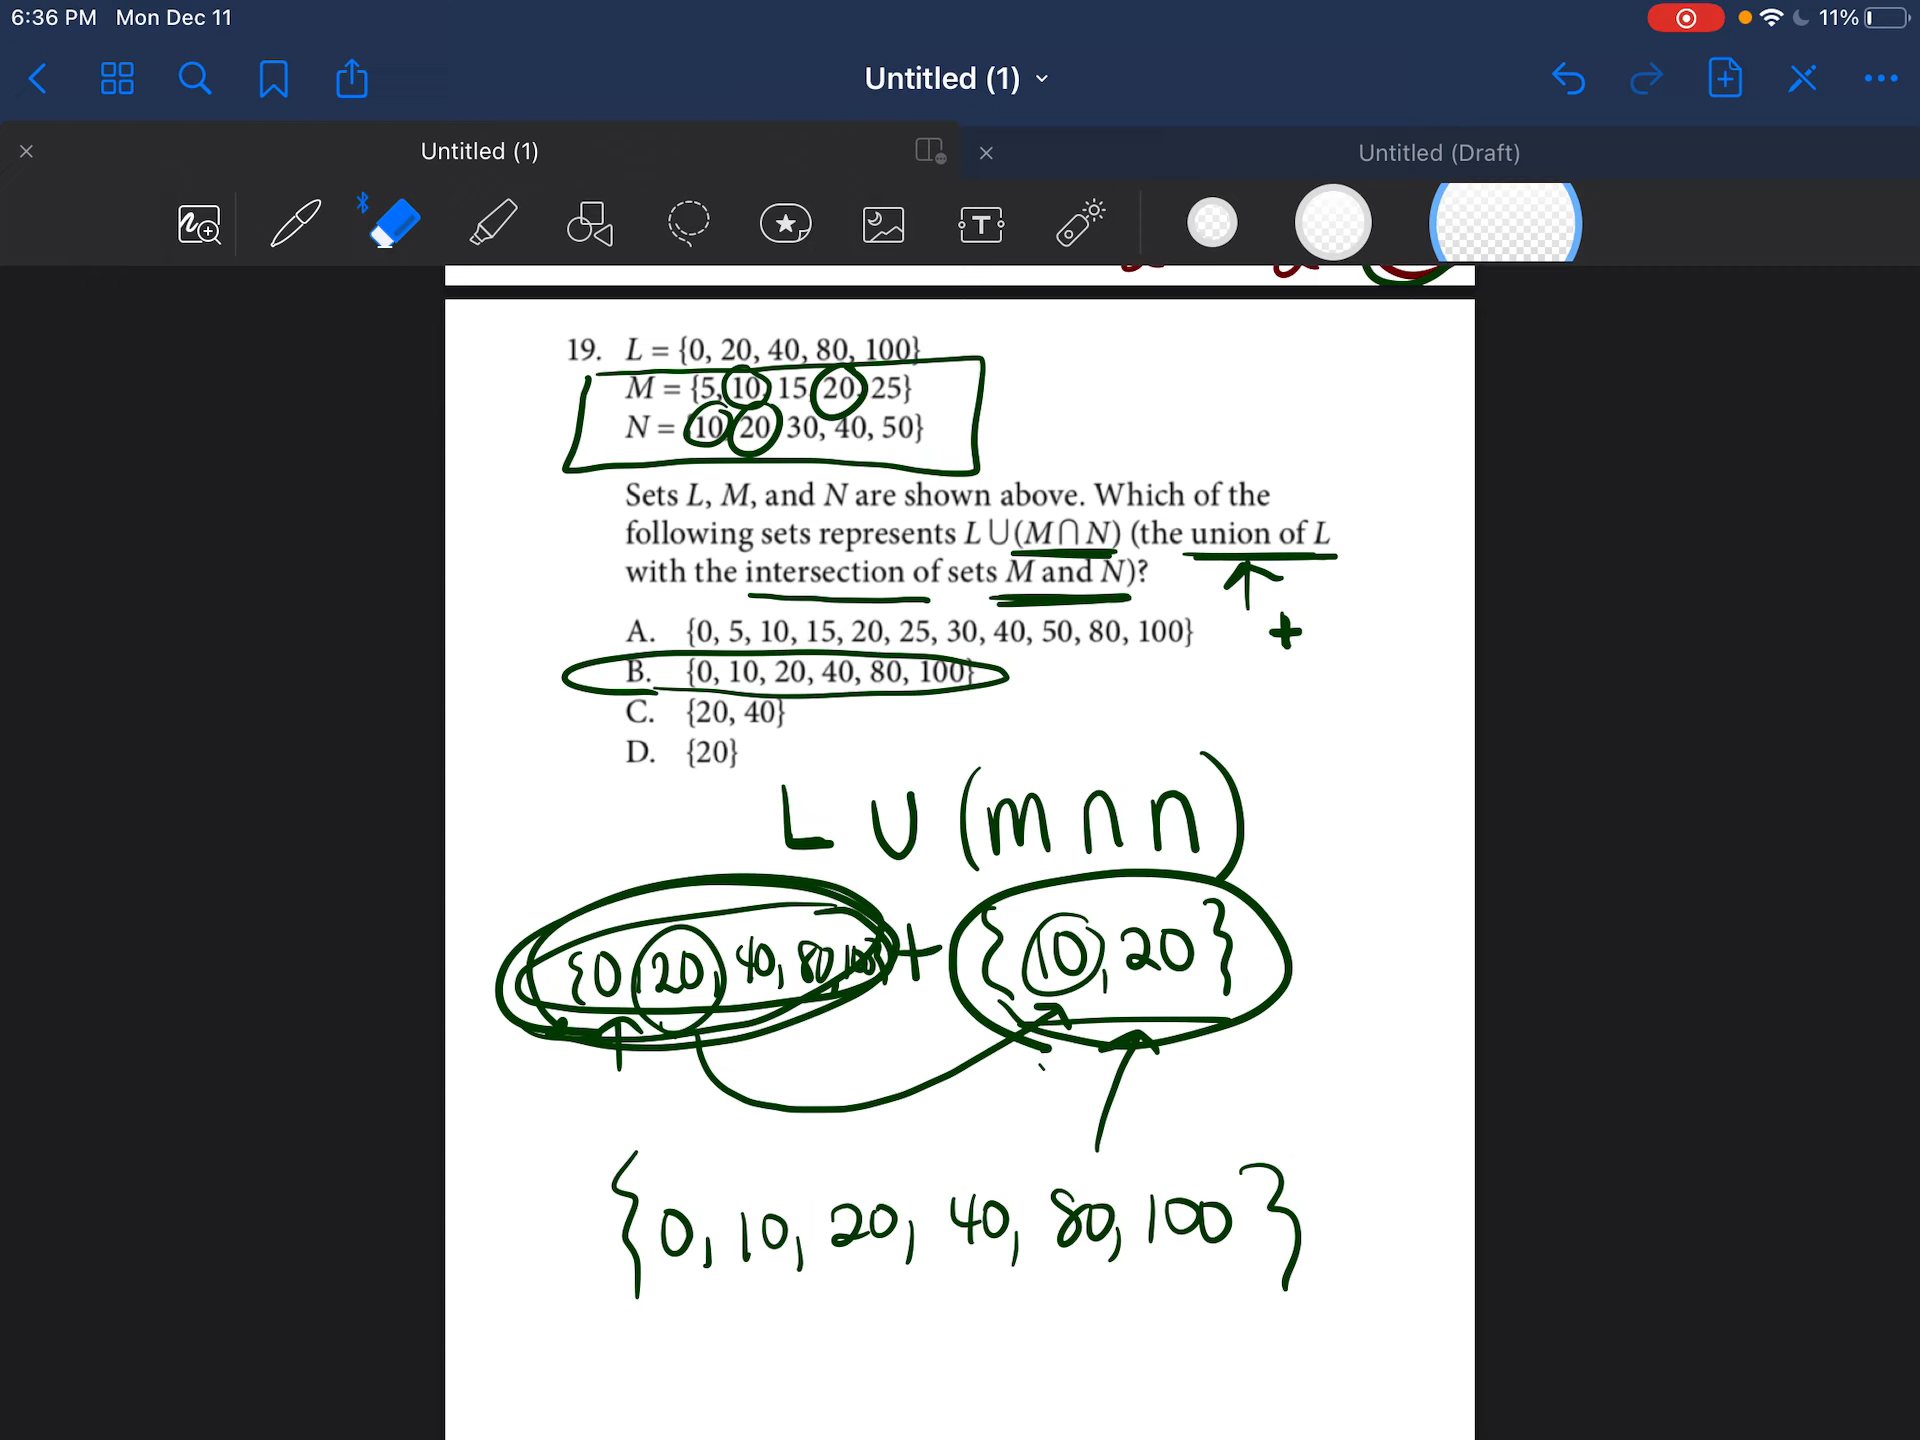 6:36 PM Mon Dec 11
11%
Untitled (1)
Untitled (1)
Untitled (Draft)
T
19. L = {0, 20, 40, 80, 100}
M = {5, 10, 15, 20, 25}
N = {10, 20, 30, 40, 50}
Sets L, M, and N are shown above. Which of the
following sets represents L ⋃ (M ⋂ N) (the union of L
with the intersection of sets M and N)?
+
A. {0, 5, 10, 15, 20, 25, 30, 40, 50, 80, 100}
B. {0, 10, 20, 40, 80, 100}
C. {20, 40}
D. {20}
L ∪ (m ∩ n)
{0, 20, 40, 80, 100} + {10, 20}
{0, 10, 20, 40, 80, 100}